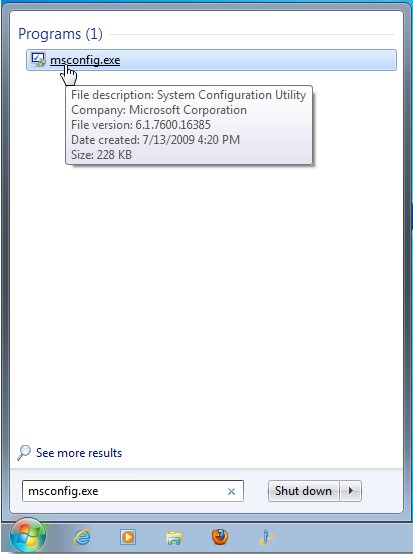 Programs (1)
msconfig.exe
File description: System Configuration Utility
Company: Microsoft Corporation
File version: 6.1.7600.16385
Date created: 7/13/2009 4:20 PM
Size: 228 KB
See more results
msconfig.exe
Shut down